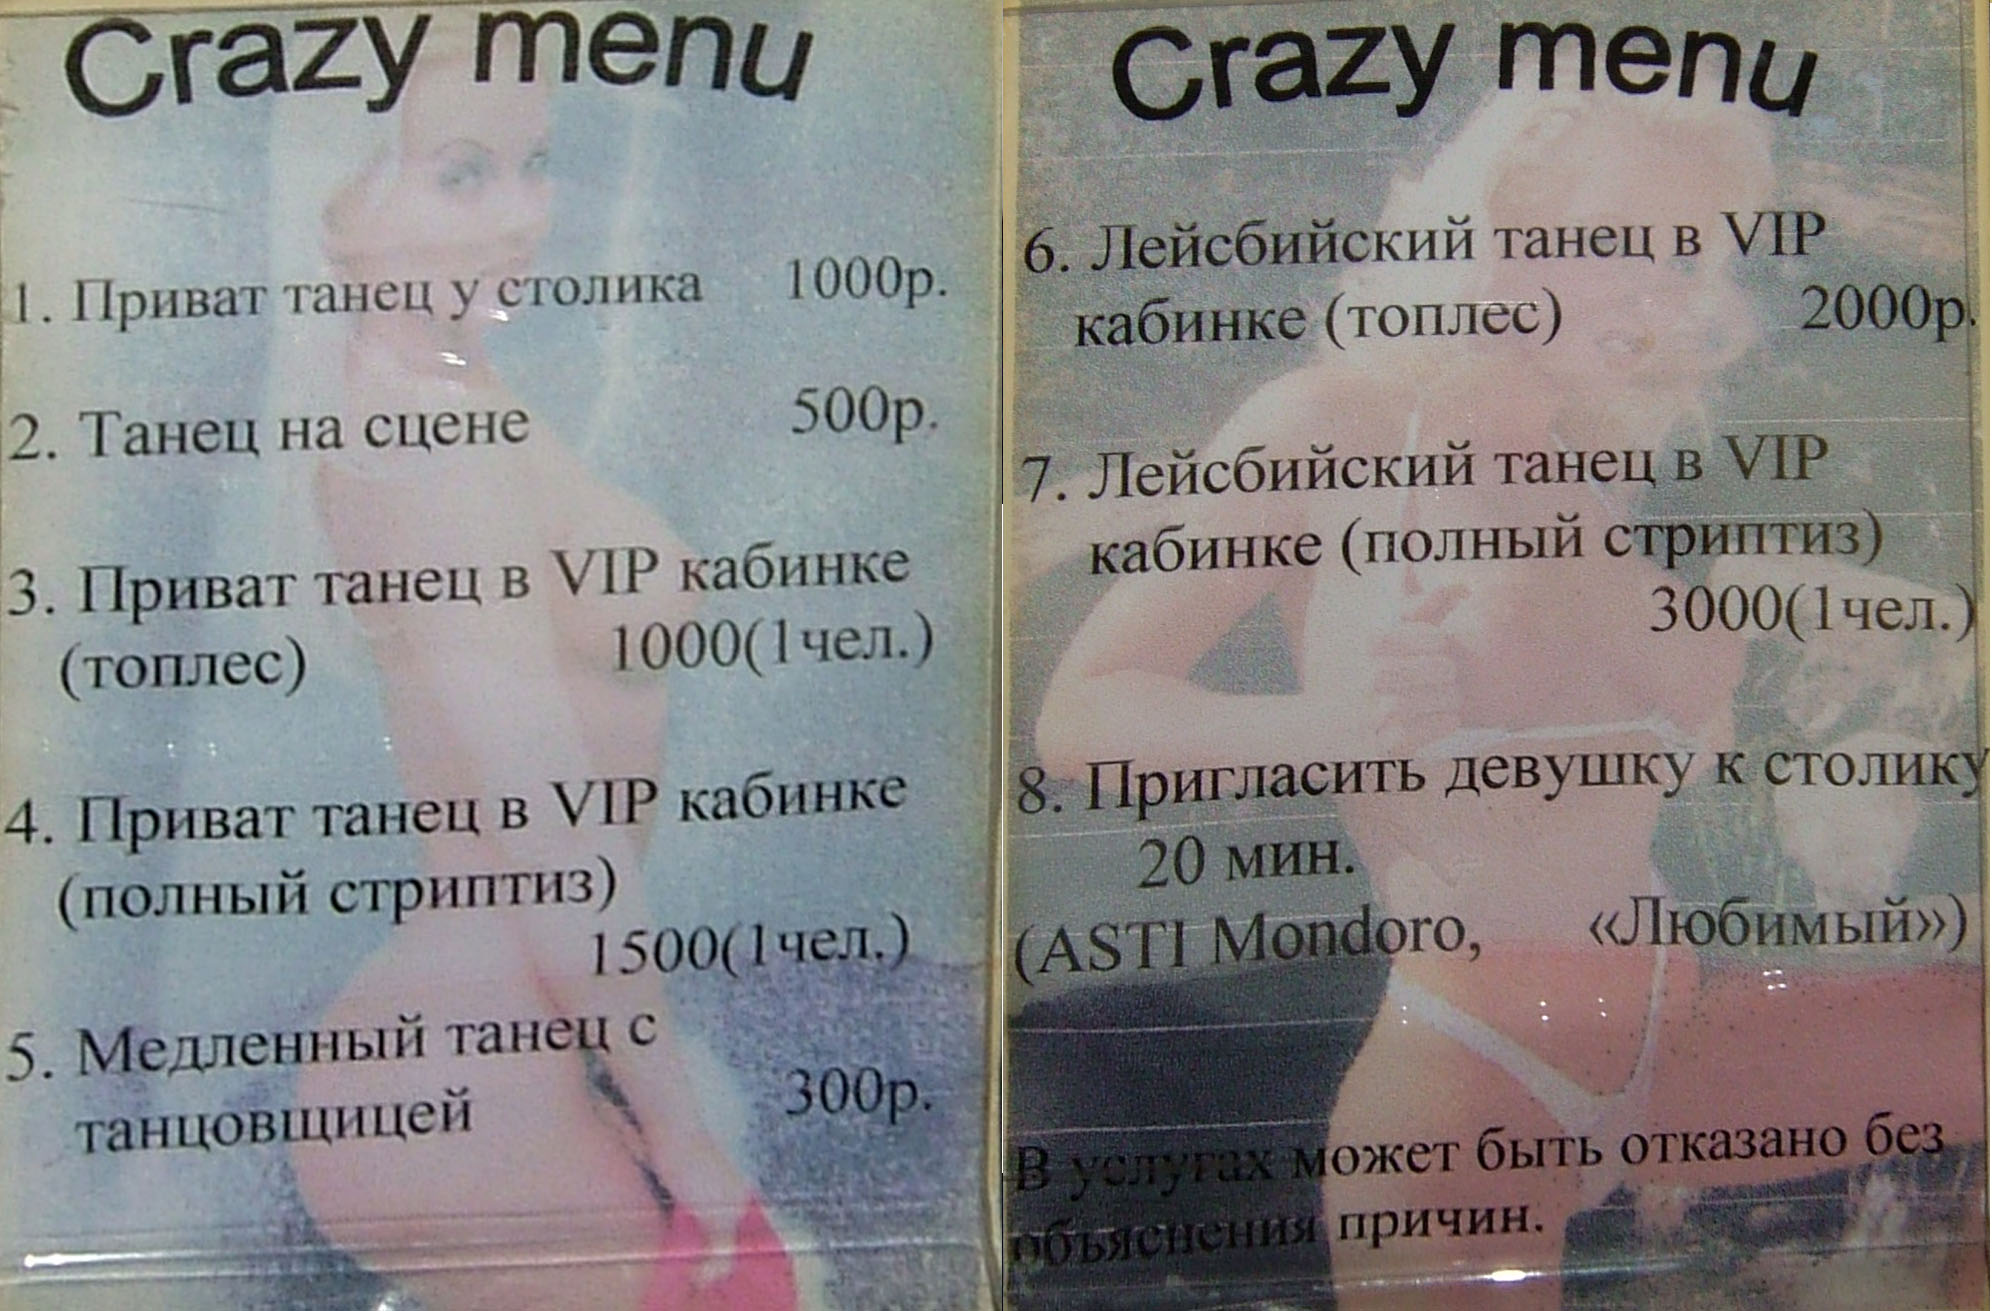 Crazy menu
1. Приват танец у столика 1000р.
2. Танец на сцене 500р.
3. Приват танец в VIP кабинке
(топлес) 1000(1чел.)
4. Приват танец в VIP кабинке
(полный стриптиз)
1500(1чел.)
5. Медленный танец с
танцовщицей 300р.
Crazy menu
6. Лейсбийский танец в VIP
кабинке (топлес) 2000р.
7. Лейсбийский танец в VIP
кабинке (полный стриптиз)
3000(1чел.)
8. Пригласить девушку к столику
20 мин.
(ASTI Mondoro, «Любимый»)
В услугах может быть отказано без
объяснения причин.